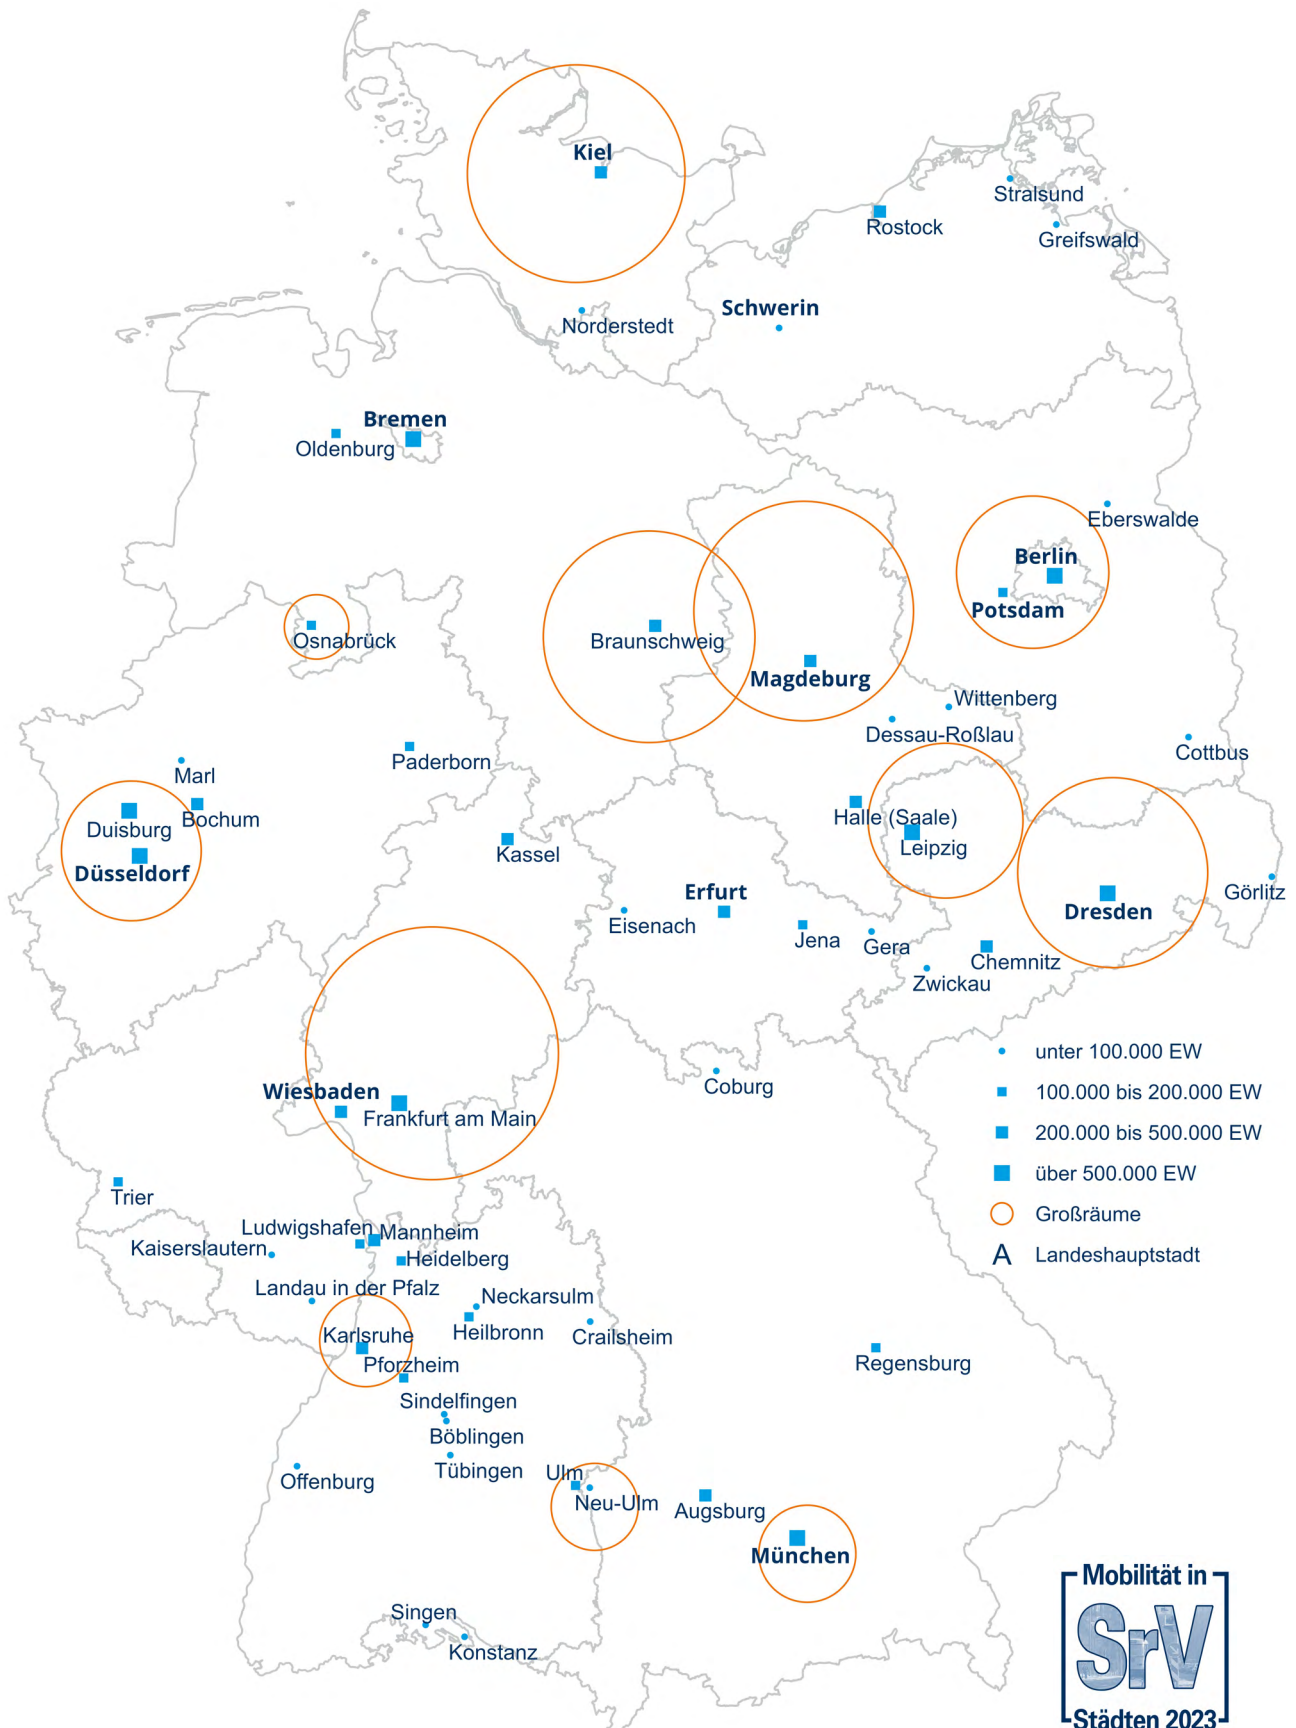 Kiel
Stralsund
Rostock
Greifswald
Schwerin
Norderstedt
Bremen
Oldenburg
Eberswalde
Berlin
Potsdam
Osnabrück
Braunschweig
Magdeburg
Wittenberg
Dessau-Roßlau
Cottbus
Paderborn
Marl
Bochum
Duisburg
Halle (Saale)
Leipzig
Kassel
Düsseldorf
Erfurt
Görlitz
Dresden
Eisenach
Jena
Gera
Chemnitz
Zwickau
unter 100.000 EW
100.000 bis 200.000 EW
200.000 bis 500.000 EW
über 500.000 EW
Großräume
A Landeshauptstadt
Coburg
Wiesbaden
Frankfurt am Main
Trier
Ludwigshafen
Mannheim
Kaiserslautern
Heidelberg
Landau in der Pfalz
Neckarsulm
Karlsruhe
Heilbronn
Crailsheim
Pforzheim
Regensburg
Sindelfingen
Böblingen
Tübingen
Offenburg
Ulm
Neu-Ulm
Augsburg
München
Singen
Konstanz
Mobilität in
SrV
Städten 2023